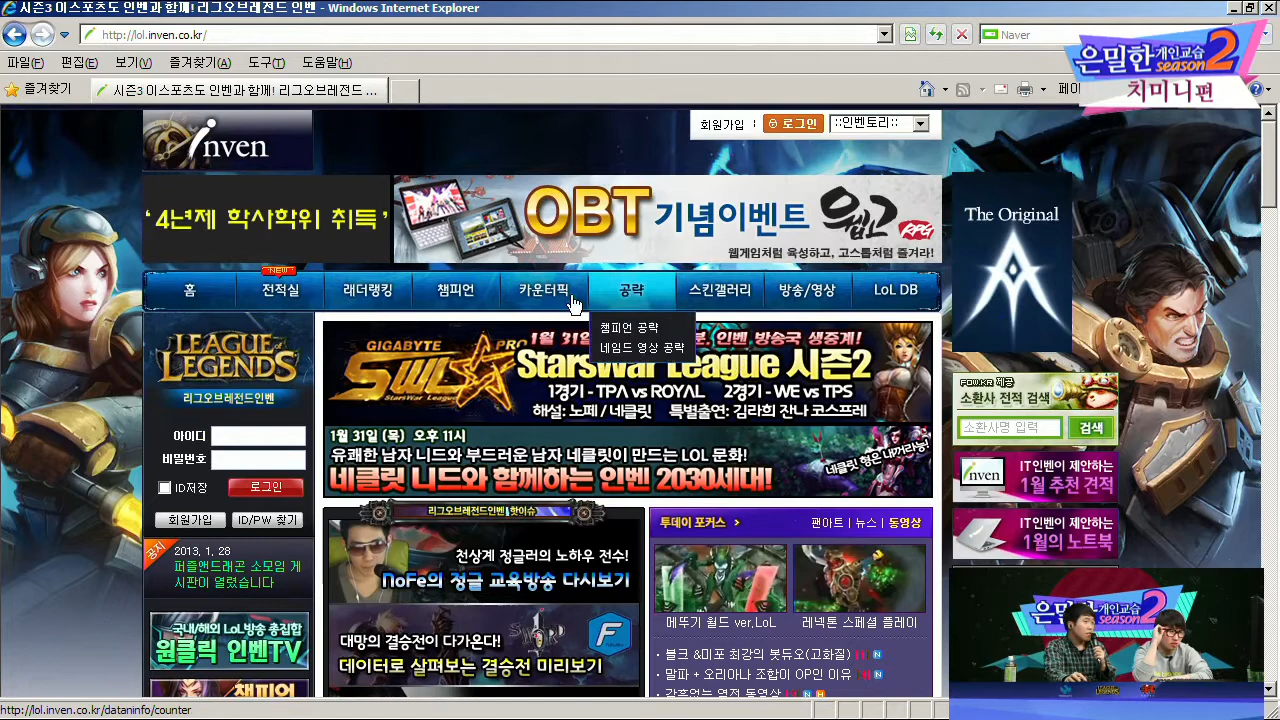 시즌3 이스포츠도 인벤과 함께! 리그오브레전드 인벤 - Windows Internet Explorer
http://lol.inven.co.kr/
Naver
파일(F) 편집(E) 보기(V) 즐겨찾기(A) 도구(T) 도움말(H)
은밀한 개인교습 season 2
치미니편
즐겨찾기
시즌3 이스포츠도 인벤과 함께! 리그오브레전드 ...
inven
회원가입 로그인 ::인벤토리::
'4년제 학사학위 취득'
OBT 기념이벤트 웹고 RPG
웹게임처럼 육성하고, 고스톱처럼 즐겨라!
The Original
NEW
홈 전적실 래더랭킹 챔피언 카운터픽 공략 스킨갤러리 방송/영상 LoL DB
챔피언 공략
네임드 영상 공략
LEAGUE of LEGENDS
리그오브레전드인벤
아이디
비밀번호
ID저장 로그인
회원가입 ID/PW 찾기
GIGABYTE PRO
SWL
STARSWAR LEAGUE
StarsWar League 시즌2
1경기 - TPA vs ROYAL 2경기 - WE vs TPS
해설: 노페 / 네클릿 특별출연: 김라희 잔나 코스프레
1월 31일 (목) 오후 11시
유쾌한 남자 니드와 부드러운 남자 네클릿이 만드는 LOL 문화!
네클릿 니드와 함께하는 인벤 2030세대!
네클릿 형은 내꺼라능!
FOW.KR 제공
소환사 전적 검색
소환사명 입력 검색
inven
IT인벤이 제안하는
1월 추천 견적
IT인벤이 제안하는
1월의 노트북
공지
2013, 1, 28
퍼플앤드래곤 소모임 게
시판이 열렸습니다
국내/해외 LoL방송 총집합
원클릭 인벤TV
챔피언
리그오브레전드인벤 핫이슈
천상계 정글러의 노하우 전수!
NoFe의 정글 교육방송 다시보기
대망의 결승전이 다가온다!
데이터로 살펴보는 결승전 미리보기
SWORD
투데이 포커스 팬아트 | 뉴스 | 동영상
메뚜기 월드 ver.LoL 레넥톤 스페셜 플레이
블크 &미포 최강의 봇듀오(고화질)
말파 + 오리아나 조합이 OP인 이유
은밀한 개인교습 season 2
http://lol.inven.co.kr/dataninfo/counter